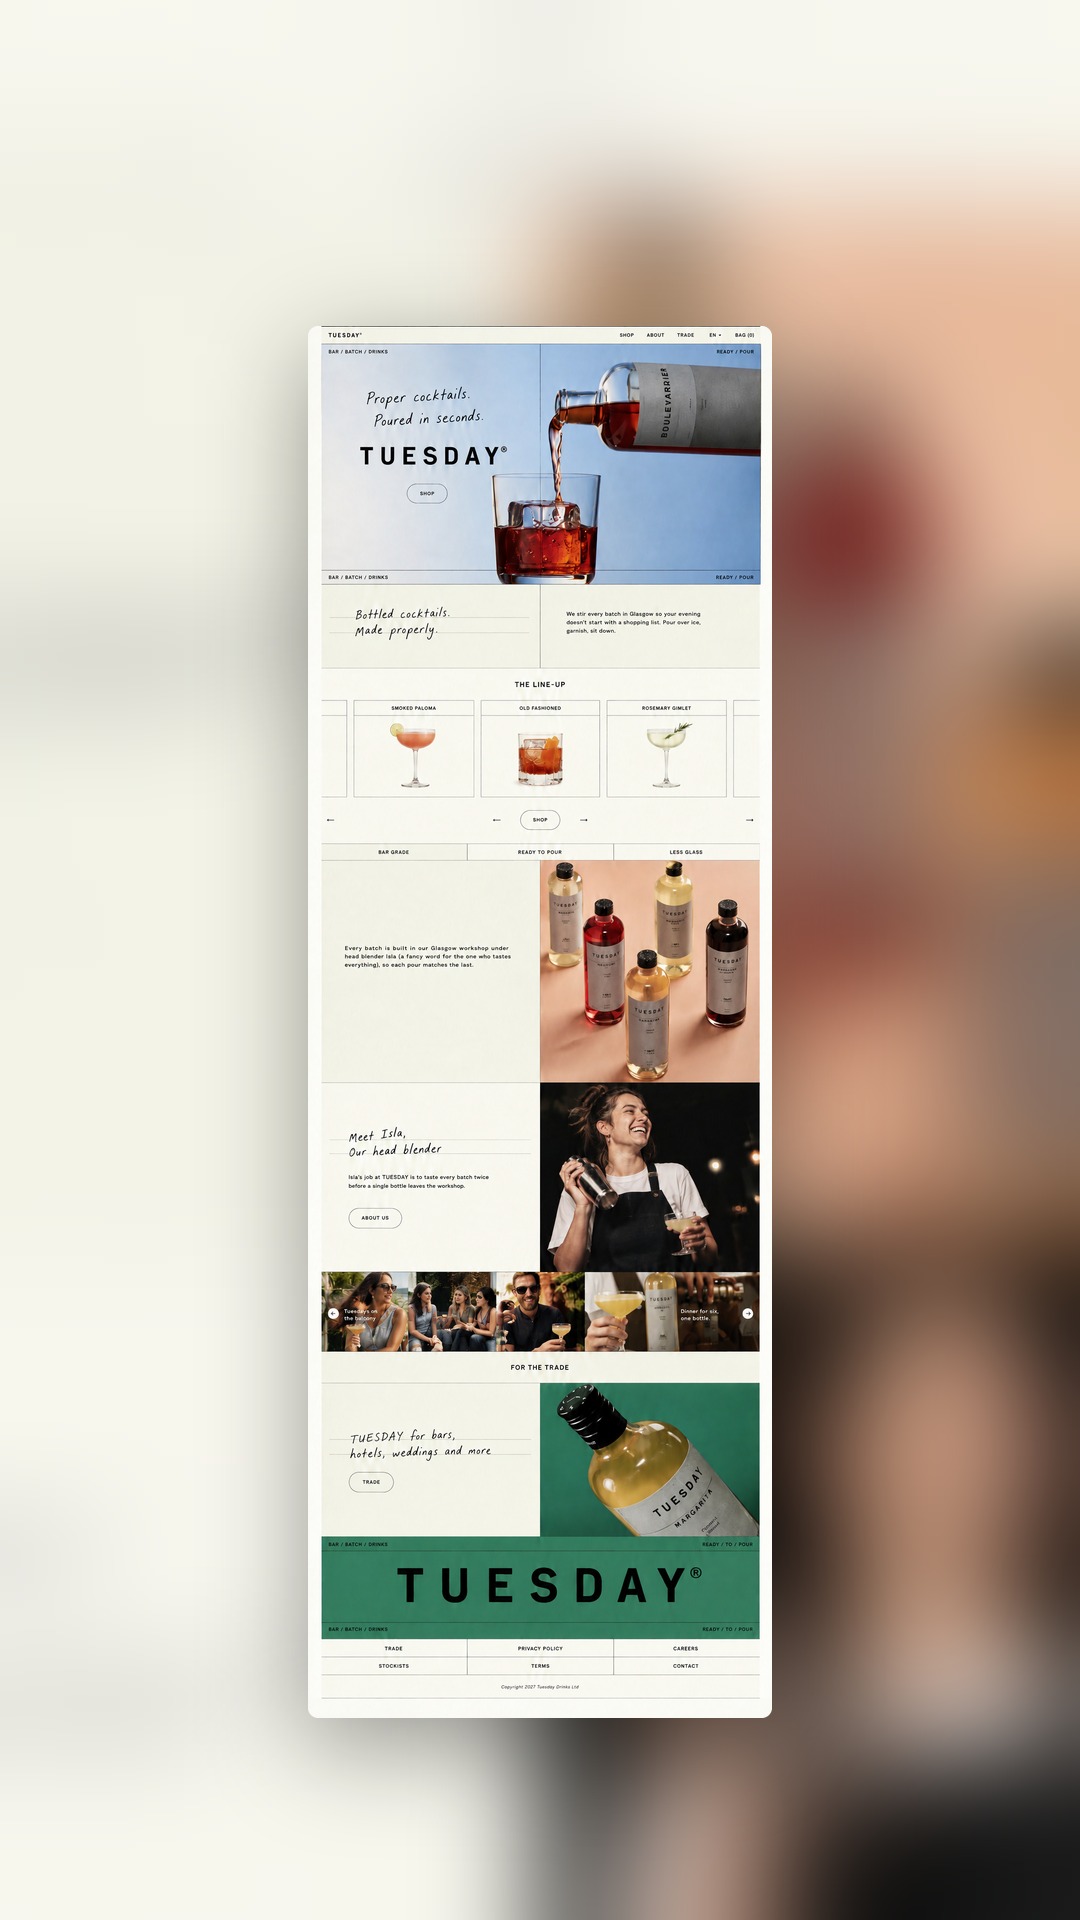 TUESDAY®
SHOP ABOUT TRADE EN BAG (0)
BAR / BATCH / DRINKS
READY / POUR
Proper cocktails.
Poured in seconds.
TUESDAY®
SHOP
BOULEVARDIER
BAR / BATCH / DRINKS
READY / POUR
Bottled cocktails.
Made properly.
We stir every batch in Glasgow so your evening
doesn't start with a shopping list. Pour over ice,
garnish, sit down.
THE LINE-UP
SMOKED PALOMA
OLD FASHIONED
ROSEMARY GIMLET
← ← SHOP → →
BAR GRADE
READY TO POUR
LESS GLASS
Every batch is built in our Glasgow workshop under
head blender Isla (a fancy word for the one who tastes
everything), so each pour matches the last.
TUESDAY
TUESDAY
TUESDAY
TUESDAY
TUESDAY
Meet Isla,
Our head blender
Isla's job at TUESDAY is to taste every batch twice
before a single bottle leaves the workshop.
ABOUT US
Tuesdays on
the balcony
TUESDAY
Dinner for six,
one bottle.
FOR THE TRADE
TUESDAY for bars,
hotels, weddings and more
TRADE
TUESDAY
MARGARITA
BAR / BATCH / DRINKS
READY / TO / POUR
TUESDAY®
BAR / BATCH / DRINKS
READY / TO / POUR
TRADE
PRIVACY POLICY
CAREERS
STOCKISTS
TERMS
CONTACT
Copyright 2027 Tuesday Drinks Ltd